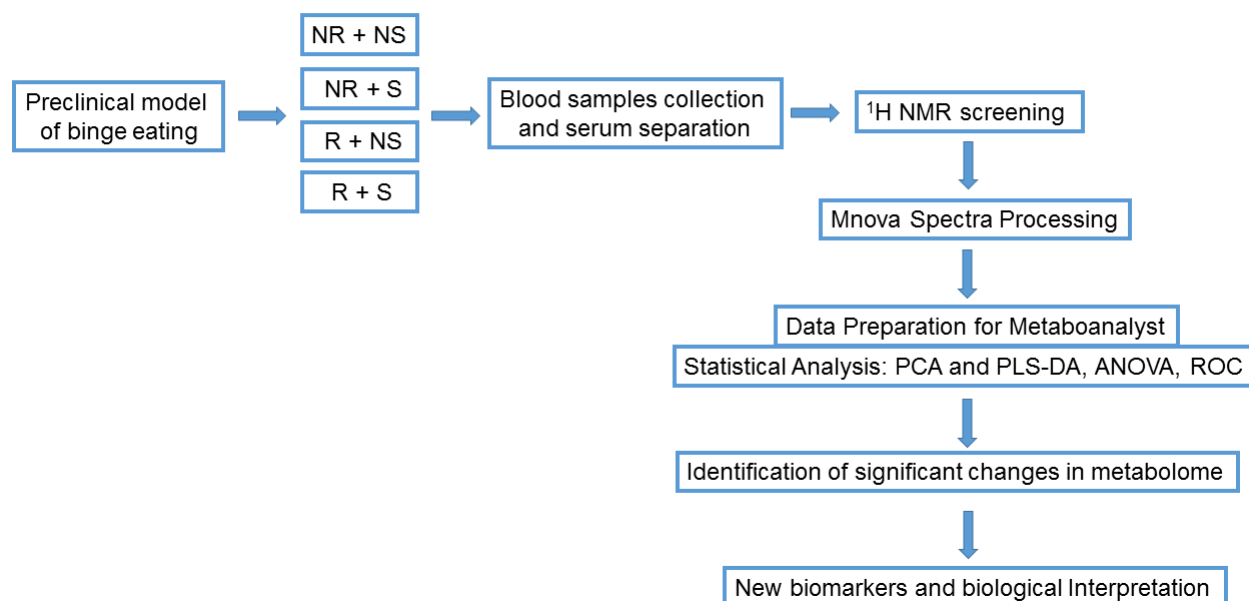 Preclinical model
of binge eating
NR + NS
NR + S
R + NS
R + S
Blood samples collection
and serum separation
¹H NMR screening
Mnova Spectra Processing
Data Preparation for Metaboanalyst
Statistical Analysis: PCA and PLS-DA, ANOVA, ROC
Identification of significant changes in metabolome
New biomarkers and biological Interpretation